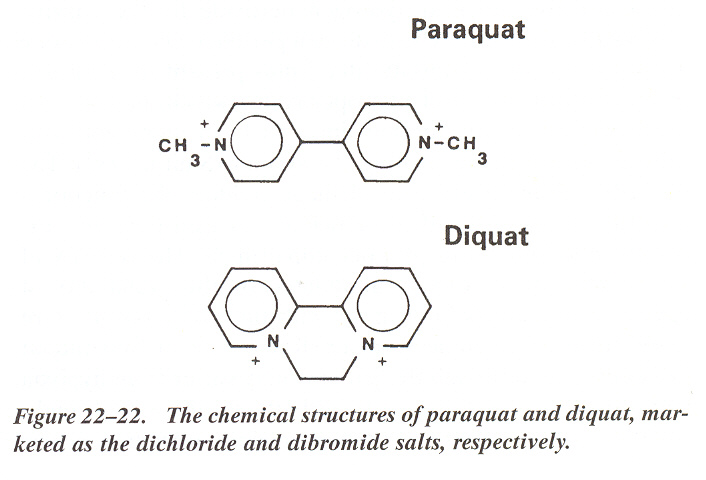 Paraquat
+ +
CH3-N N-CH3
Diquat
N N
+ +
Figure 22–22. The chemical structures of paraquat and diquat, mar-
keted as the dichloride and dibromide salts, respectively.